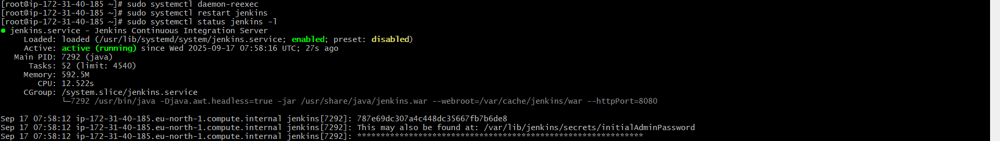 [root@ip-172-31-40-185 ~]# sudo systemctl daemon-reexec
[root@ip-172-31-40-185 ~]# sudo systemctl restart jenkins
[root@ip-172-31-40-185 ~]# sudo systemctl status jenkins -l
● jenkins.service - Jenkins Continuous Integration Server
     Loaded: loaded (/usr/lib/systemd/system/jenkins.service; enabled; preset: disabled)
     Active: active (running) since Wed 2025-09-17 07:58:16 UTC; 27s ago
   Main PID: 7292 (java)
      Tasks: 52 (limit: 4540)
     Memory: 592.5M
        CPU: 12.522s
     CGroup: /system.slice/jenkins.service
             └─7292 /usr/bin/java -Djava.awt.headless=true -jar /usr/share/java/jenkins.war --webroot=/var/cache/jenkins/war --httpPort=8080
Sep 17 07:58:12 ip-172-31-40-185.eu-north-1.compute.internal jenkins[7292]: 787e69dc307a4c448dc35667fb7b6de8
Sep 17 07:58:12 ip-172-31-40-185.eu-north-1.compute.internal jenkins[7292]: This may also be found at: /var/lib/jenkins/secrets/initialAdminPassword
Sep 17 07:58:12 ip-172-31-40-185.eu-north-1.compute.internal jenkins[7292]: *************************************************************